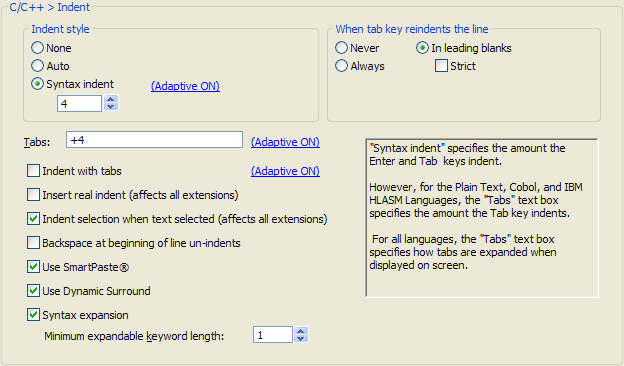 C/C++ > Indent
Indent style
None
Auto
Syntax indent (Adaptive ON)
4
When tab key reindents the line
Never In leading blanks
Always Strict
Tabs: +4 (Adaptive ON)
Indent with tabs (Adaptive ON)
Insert real indent (affects all extensions)
Indent selection when text selected (affects all extensions)
Backspace at beginning of line un-indents
Use SmartPaste®
Use Dynamic Surround
Syntax expansion
Minimum expandable keyword length: 1
"Syntax indent" specifies the amount the
Enter and Tab keys indent.
However, for the Plain Text, Cobol, and IBM
HLASM Languages, the "Tabs" text box
specifies the amount the Tab key indents.
For all languages, the "Tabs" text box
specifies how tabs are expanded when
displayed on screen.